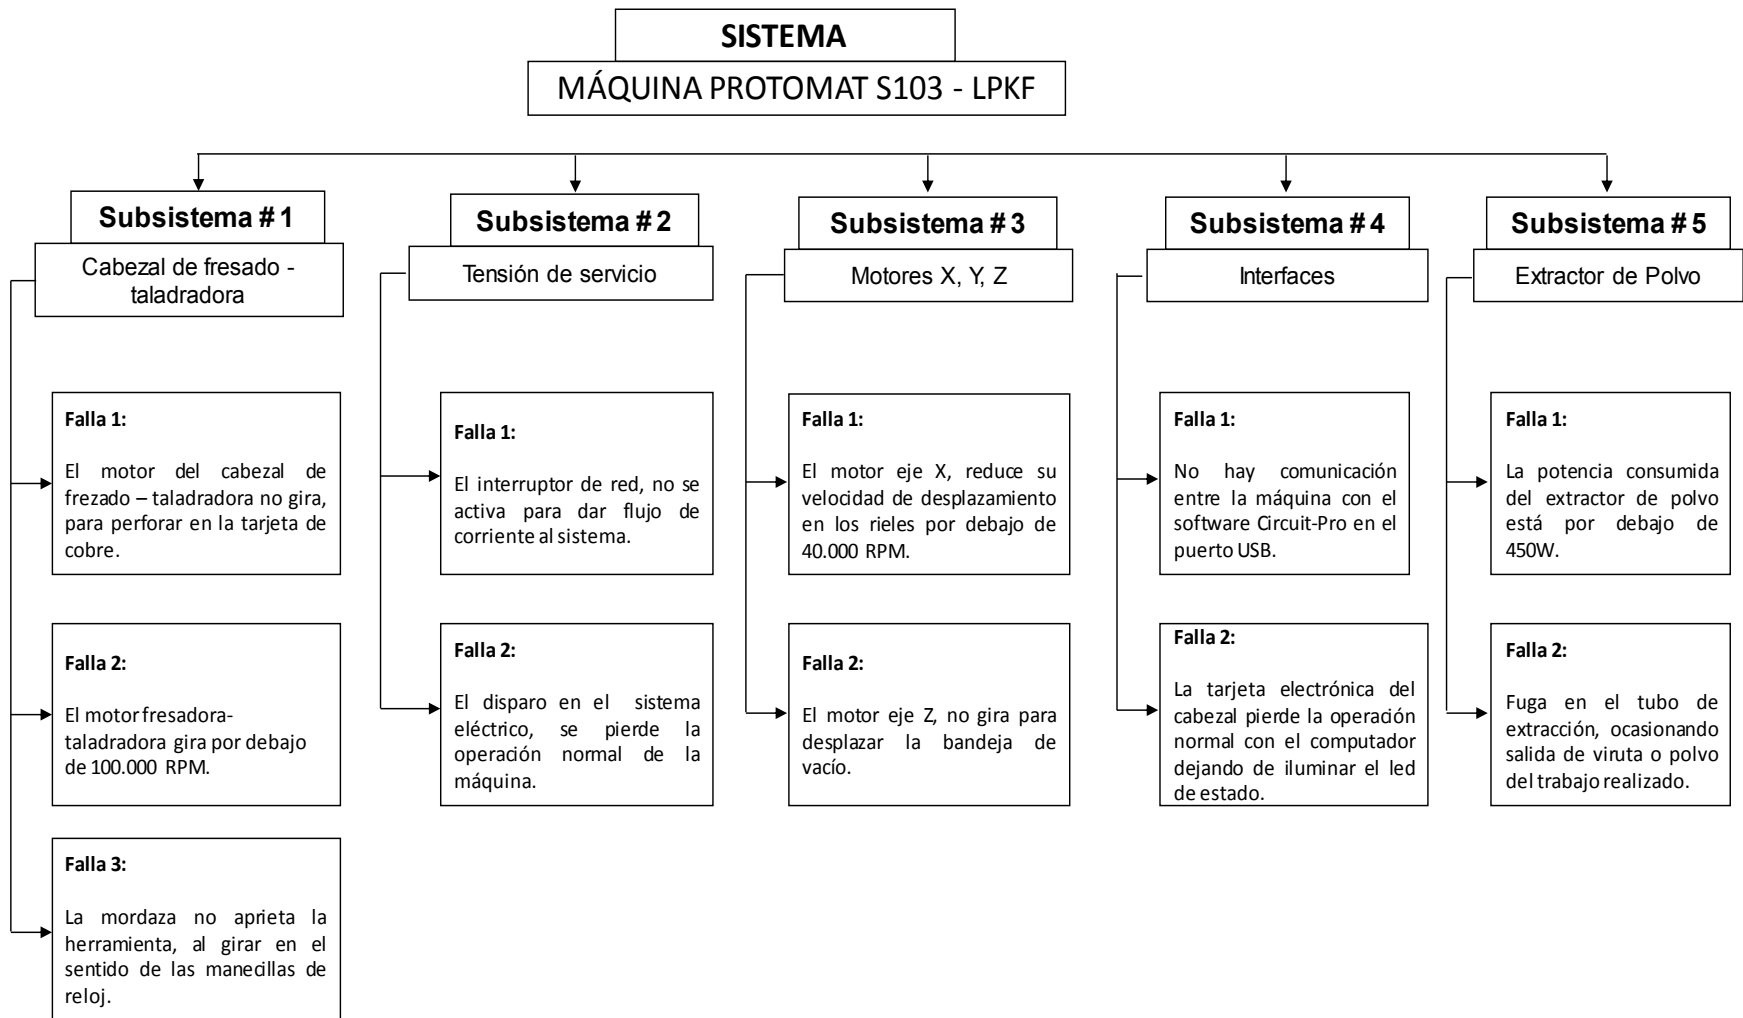 SISTEMA
MÁQUINA PROTOMAT S103 - LPKF
Subsistema # 1
Cabezal de fresado -
taladradora
Falla 1:
El motor del cabezal de
frezado – taladradora no gira,
para perforar en la tarjeta de
cobre.
Falla 2:
El motor fresadora-
taladradora gira por debajo
de 100.000 RPM.
Falla 3:
La mordaza no aprieta la
herramienta, al girar en el
sentido de las manecillas de
reloj.
Subsistema # 2
Tensión de servicio
Falla 1:
El interruptor de red, no se
activa para dar flujo de
corriente al sistema.
Falla 2:
El disparo en el sistema
eléctrico, se pierde la
operación normal de la
máquina.
Subsistema # 3
Motores X, Y, Z
Falla 1:
El motor eje X, reduce su
velocidad de desplazamiento
en los rieles por debajo de
40.000 RPM.
Falla 2:
El motor eje Z, no gira para
desplazar la bandeja de
vacío.
Subsistema # 4
Interfaces
Falla 1:
No hay comunicación
entre la máquina con el
software Circuit-Pro en el
puerto USB.
Falla 2:
La tarjeta electrónica del
cabezal pierde la operación
normal con el computador
dejando de iluminar el led
de estado.
Subsistema # 5
Extractor de Polvo
Falla 1:
La potencia consumida
del extractor de polvo
está por debajo de
450W.
Falla 2:
Fuga en el tubo de
extracción, ocasionando
salida de viruta o polvo
del trabajo realizado.